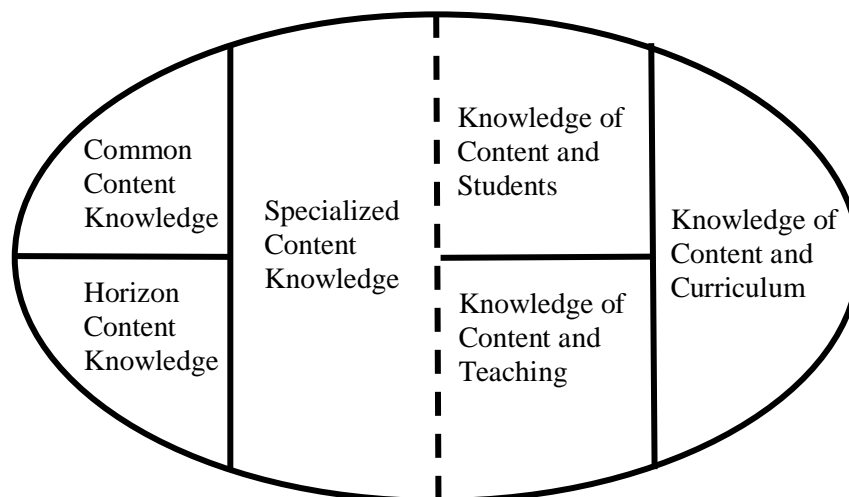 Common
Content
Knowledge
Horizon
Content
Knowledge
Specialized
Content
Knowledge
Knowledge of
Content and
Students
Knowledge of
Content and
Teaching
Knowledge of
Content and
Curriculum